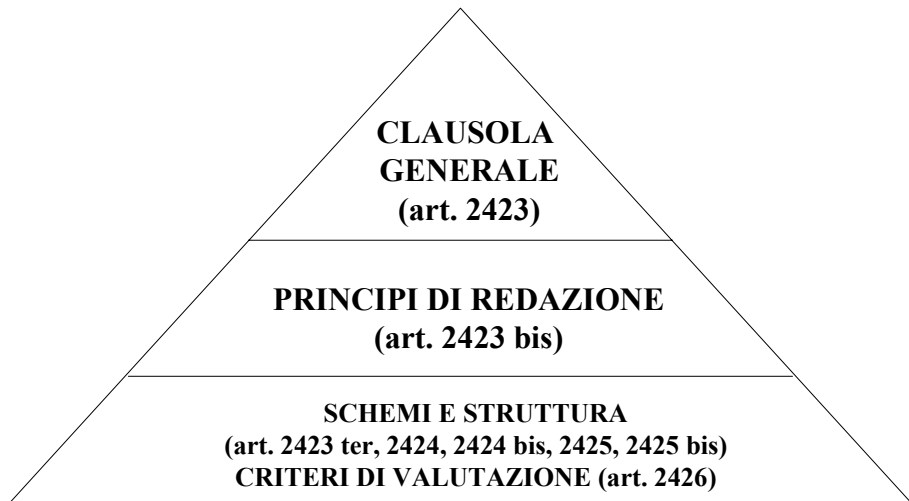 CLAUSOLA
GENERALE
(art. 2423)
PRINCIPI DI REDAZIONE
(art. 2423 bis)
SCHEMI E STRUTTURA
(art. 2423 ter, 2424, 2424 bis, 2425, 2425 bis)
CRITERI DI VALUTAZIONE (art. 2426)